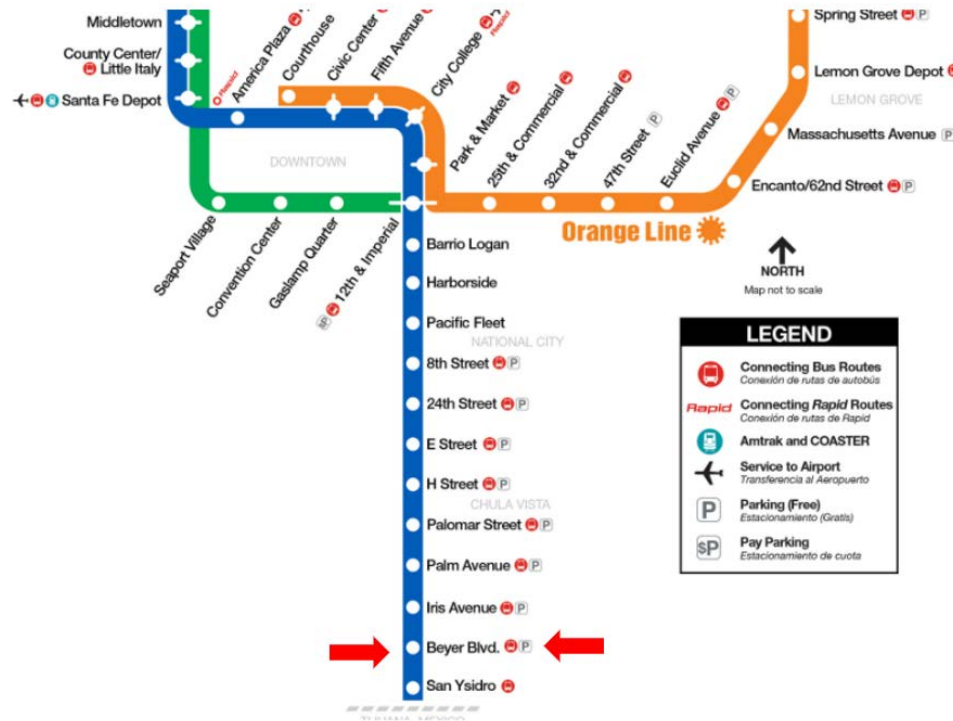 Middletown
County Center/
Little Italy
Santa Fe Depot
Rapid
America Plaza
Courthouse
Civic Center
Fifth Avenue
City College
Rapid
Park & Market
25th & Commercial
32nd & Commercial
47th Street P
Euclid Avenue P
Spring Street P
Lemon Grove Depot
LEMON GROVE
Massachusetts Avenue P
Encanto/62nd Street P
DOWNTOWN
Orange Line
Seaport Village
Convention Center
Gaslamp Quarter
$P 12th & Imperial
NORTH
Map not to scale
Barrio Logan
Harborside
Pacific Fleet
NATIONAL CITY
8th Street P
24th Street P
E Street P
H Street P
CHULA VISTA
Palomar Street P
Palm Avenue P
Iris Avenue P
Beyer Blvd. P
San Ysidro
LEGEND
Connecting Bus Routes
Conexión de rutas de autobús
Rapid Connecting Rapid Routes
Conexión de rutas de Rapid
Amtrak and COASTER
Service to Airport
Transferencia al Aeropuerto
P Parking (Free)
Estacionamiento (Gratis)
$P Pay Parking
Estacionamiento de cuota